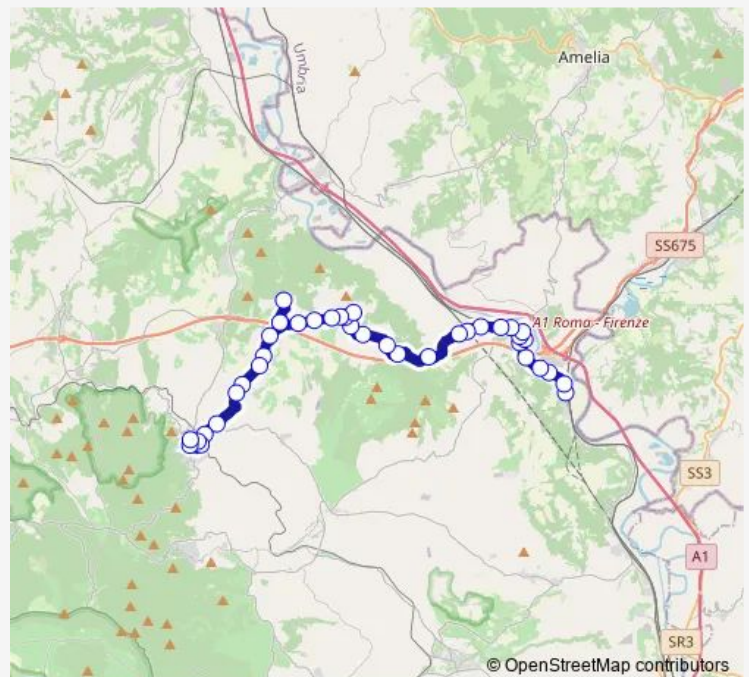 Umbria
Amelia
SS675
A1 Roma - Firenze
SS3
A1
SR3
© OpenStreetMap contributors